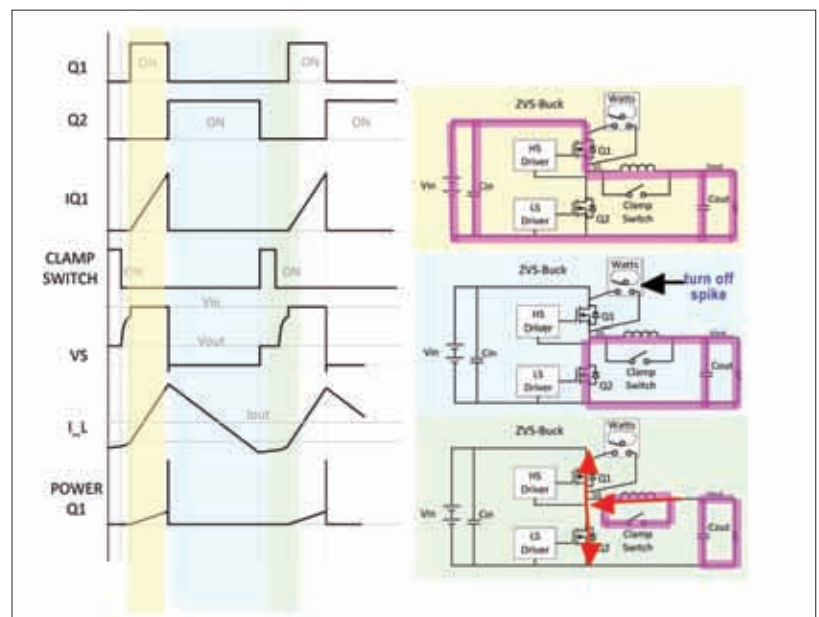 Q1
ON
ON
Q2
ON
ON
IQ1
CLAMP
SWITCH
ON
ON
Vin
Vout
VS
Iout
I_L
POWER
Q1
ZVS-Buck
Watts
HS
Driver
Q1
Vin
Cin
LS
Driver
Q2
Clamp
Switch
Vout
Cout
ZVS-Buck
Watts
turn off
spike
HS
Driver
Q1
Vin
Cin
LS
Driver
Q2
Clamp
Switch
Vout
Cout
ZVS-Buck
Watts
HS
Driver
Q1
Vin
Cin
LS
Driver
Q2
Clamp
Switch
Vout
Cout